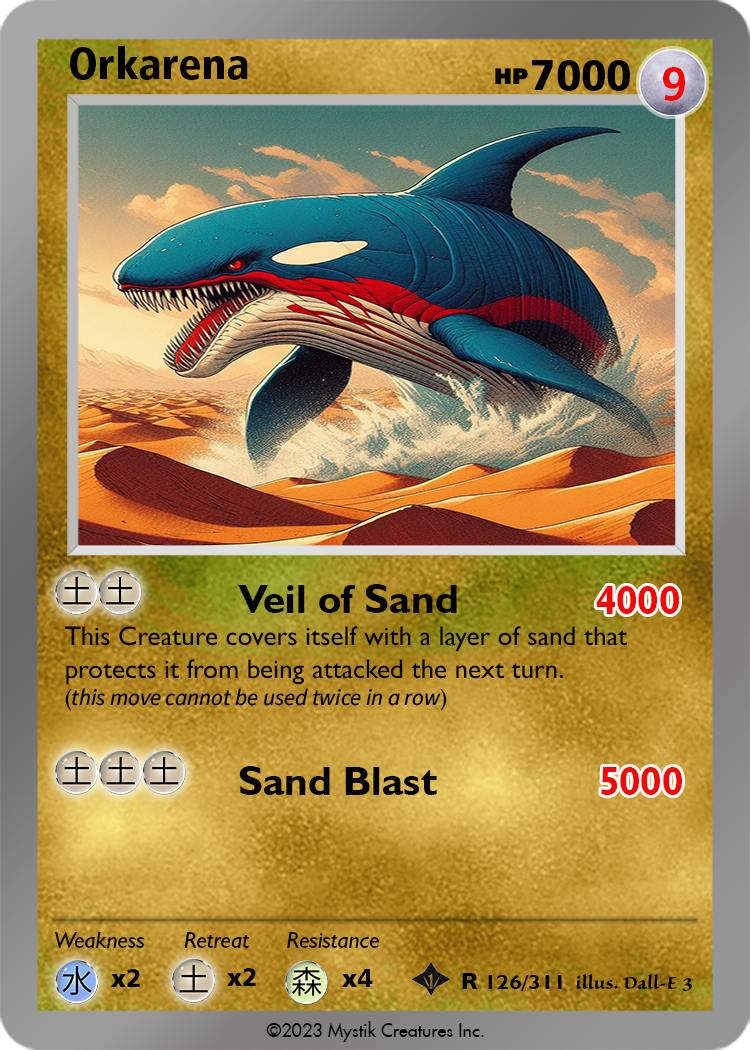 Orkarena HP7000 9
土土 Veil of Sand 4000
This Creature covers itself with a layer of sand that
protects it from being attacked the next turn.
(this move cannot be used twice in a row)
土土土 Sand Blast 5000
Weakness Retreat Resistance
水 x2 土 x2 森 x4 1 R 126/311 illus. Dall-E 3
©2023 Mystik Creatures Inc.